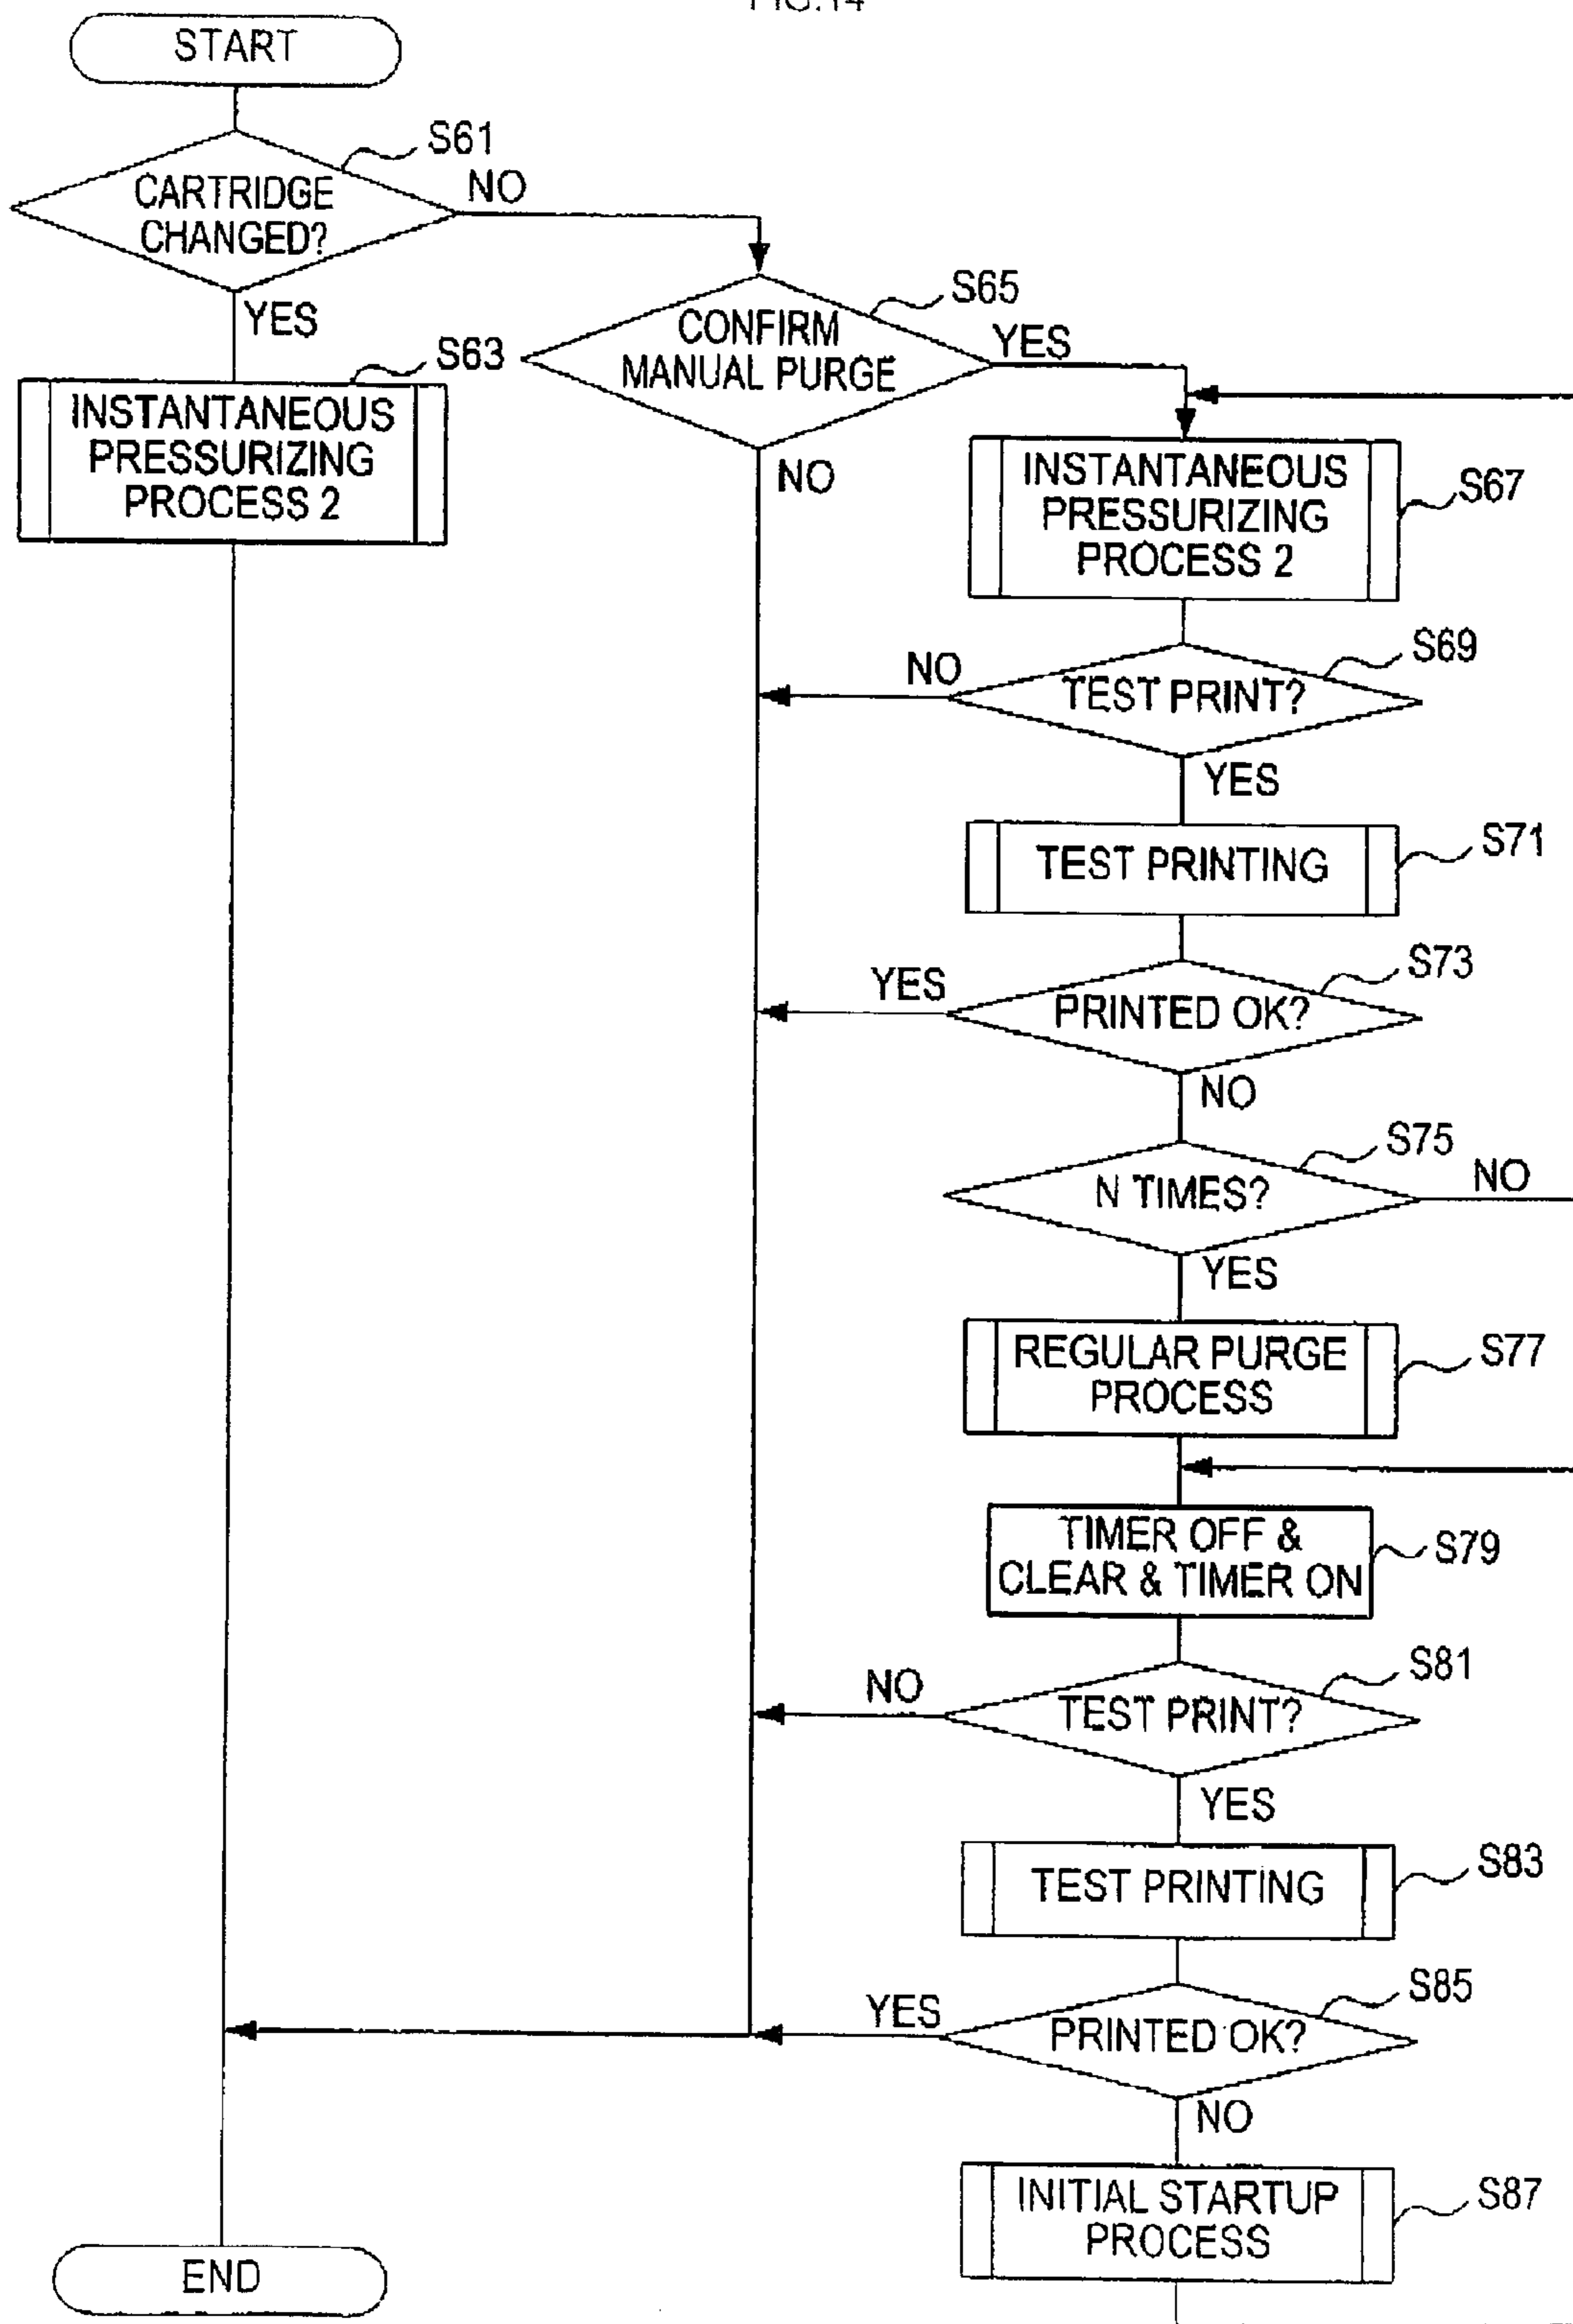 FIG.14
START
S61
CARTRIDGE
CHANGED?
NO
YES
S63
INSTANTANEOUS
PRESSURIZING
PROCESS 2
S65
CONFIRM
MANUAL PURGE
YES
NO
INSTANTANEOUS
PRESSURIZING
PROCESS 2
S67
S69
TEST PRINT?
NO
YES
TEST PRINTING
S71
S73
PRINTED OK?
YES
NO
S75
N TIMES?
NO
YES
REGULAR PURGE
PROCESS
S77
TIMER OFF &
CLEAR & TIMER ON
S79
S81
TEST PRINT?
NO
YES
TEST PRINTING
S83
S85
PRINTED OK?
YES
NO
INITIAL STARTUP
PROCESS
S87
END